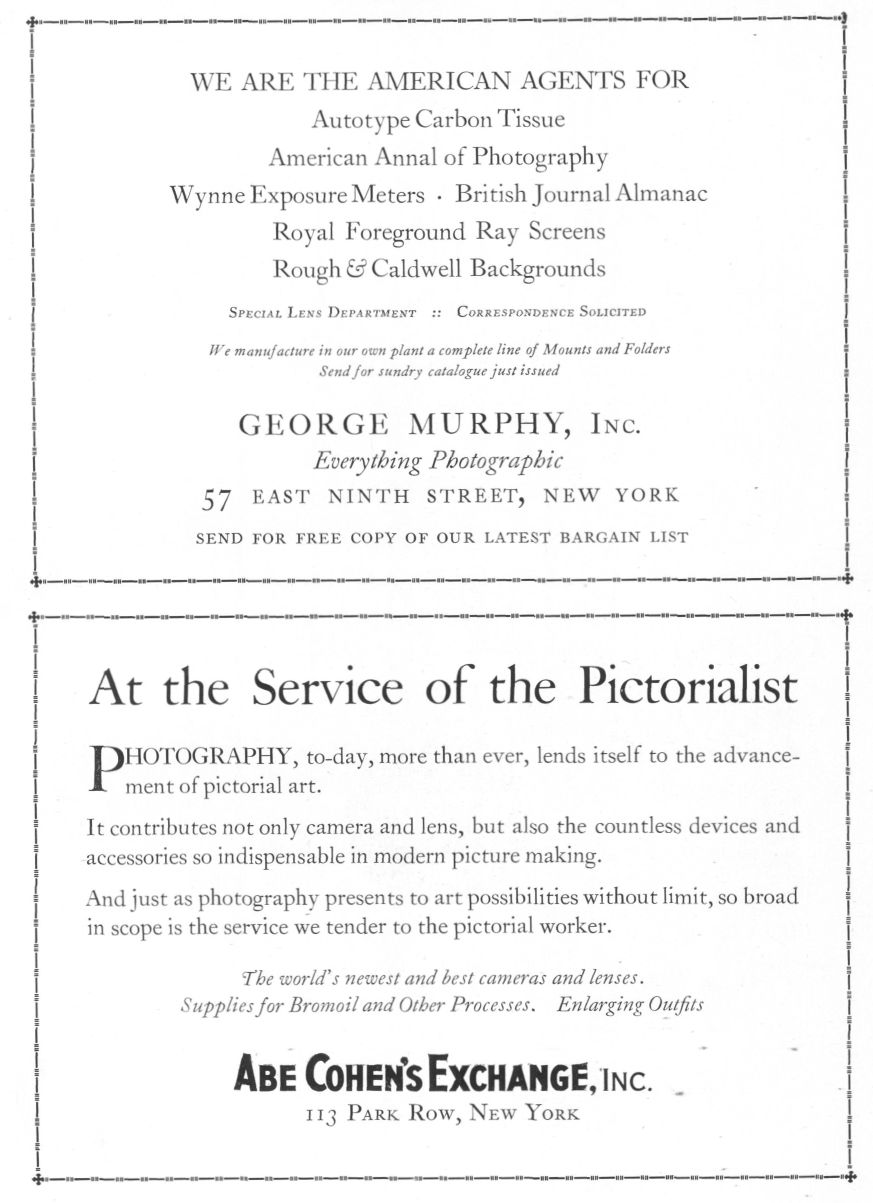 WE ARE THE AMERICAN AGENTS FOR
Autotype Carbon Tissue
American Annal of Photography
Wynne Exposure Meters · British Journal Almanac
Royal Foreground Ray Screens
Rough & Caldwell Backgrounds
SPECIAL LENS DEPARTMENT :: CORRESPONDENCE SOLICITED
We manufacture in our own plant a complete line of Mounts and Folders
Send for sundry catalogue just issued
GEORGE MURPHY, INC.
Everything Photographic
57 EAST NINTH STREET, NEW YORK
SEND FOR FREE COPY OF OUR LATEST BARGAIN LIST
At the Service of the Pictorialist
PHOTOGRAPHY, to-day, more than ever, lends itself to the advance-
ment of pictorial art.
It contributes not only camera and lens, but also the countless devices and
accessories so indispensable in modern picture making.
And just as photography presents to art possibilities without limit, so broad
in scope is the service we tender to the pictorial worker.
The world's newest and best cameras and lenses.
Supplies for Bromoil and Other Processes. Enlarging Outfits
ABE COHEN'S EXCHANGE, INC.
113 PARK ROW, NEW YORK